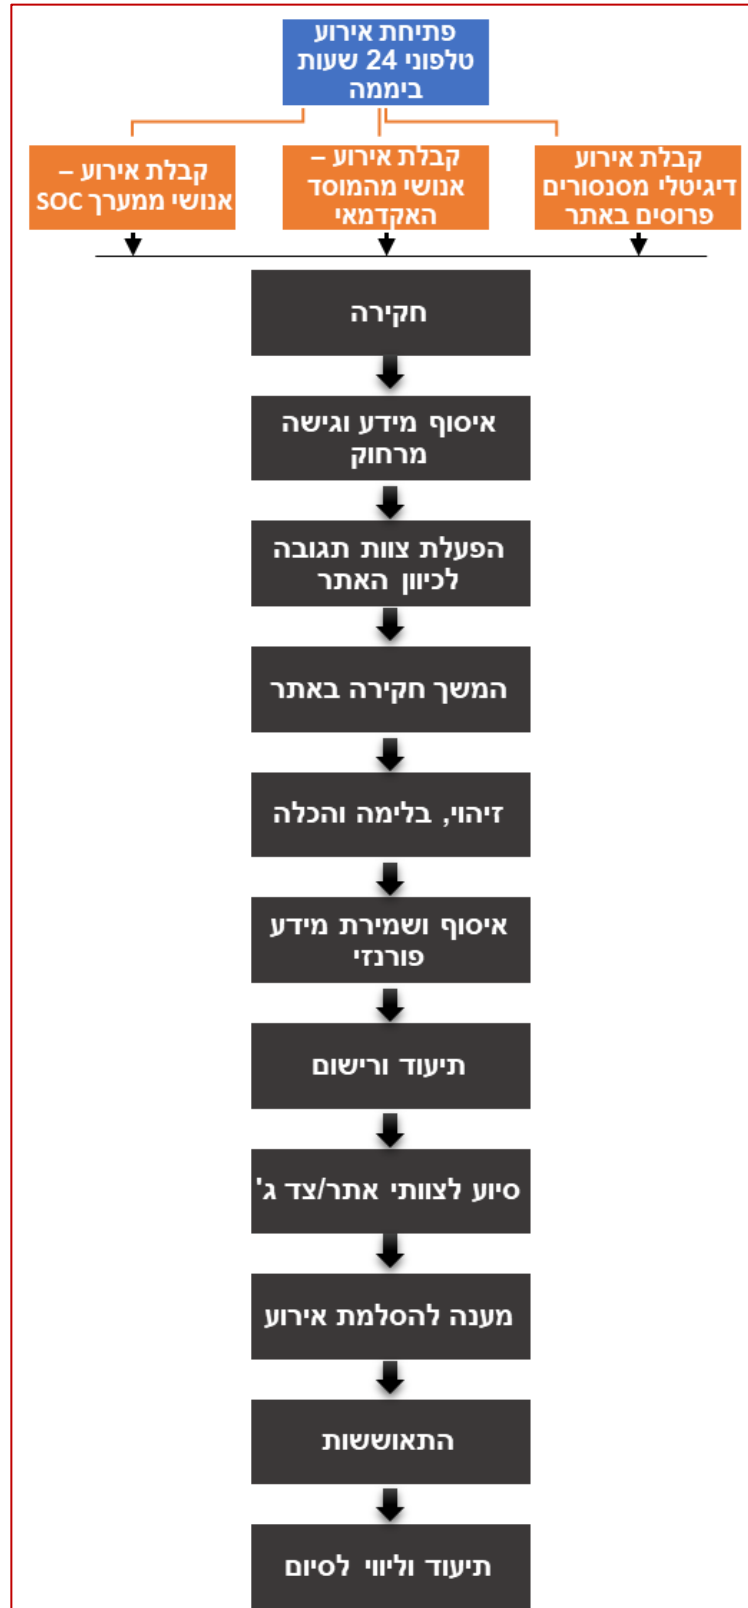 פתיחת אירוע
טלפוני 24 שעות
ביממה
קבלת אירוע
דיגיטלי מסנסורים
פרוסים באתר
קבלת אירוע –
אנושי מהמוסד
האקדמאי
קבלת אירוע –
אנושי ממערך SOC
חקירה
איסוף מידע וגישה
מרחוק
הפעלת צוות תגובה
לכיוון האתר
המשך חקירה באתר
זיהוי, בלימה והכלה
איסוף ושמירת מידע
פורנזי
תיעוד ורישום
סיוע לצוותי אתר/צד ג'
מענה להסלמת אירוע
התאוששות
תיעוד וליווי לסיום